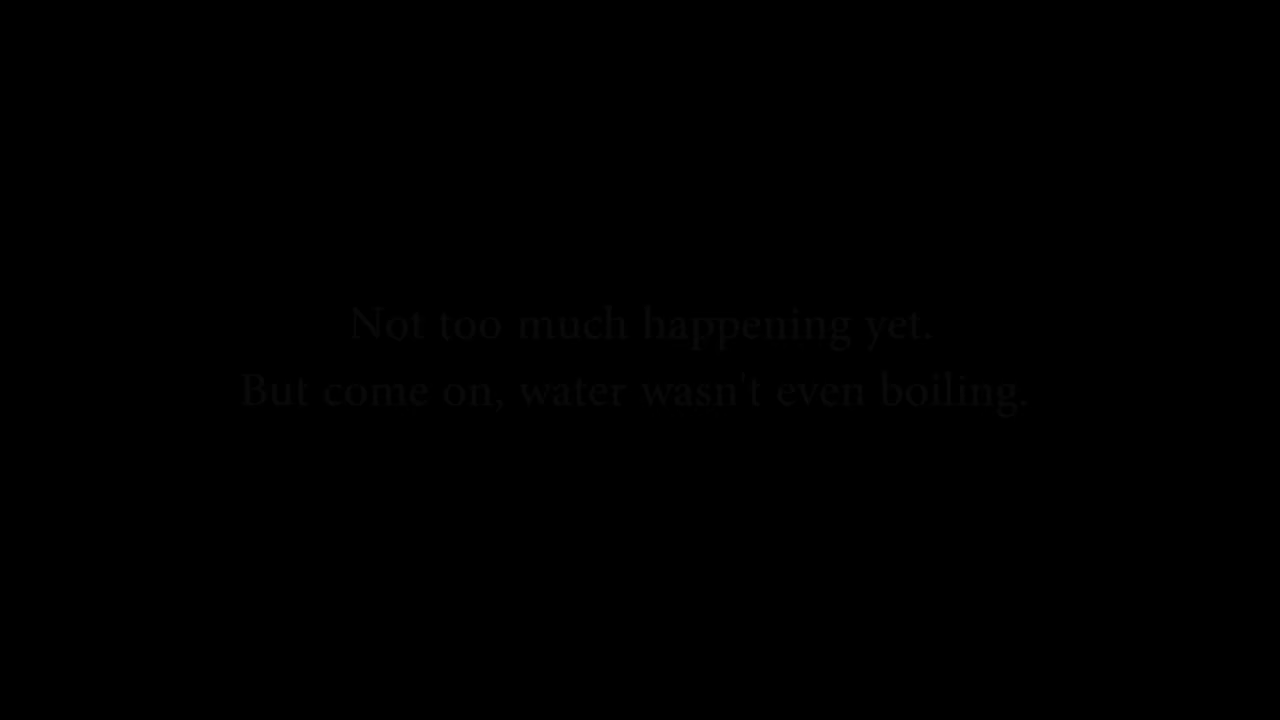 Not too much happening yet.
But come on, water wasn't even boiling.